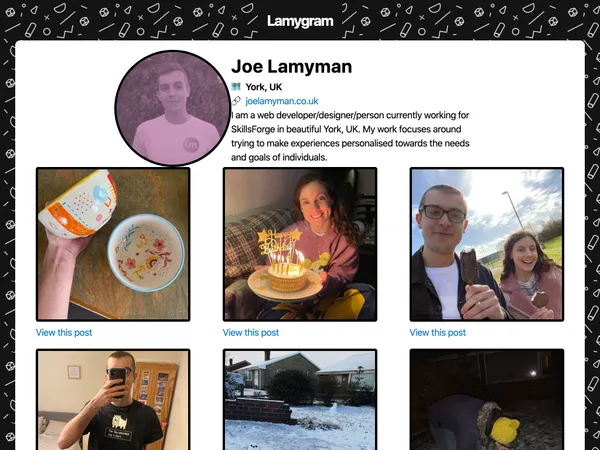 Lamygram
Joe Lamyman
York, UK
joelamyman.co.uk
I am a web developer/designer/person currently working for
SkillsForge in beautiful York, UK. My work focuses around
trying to make experiences personalised towards the needs
and goals of individuals.
Happy
Birthday
View this post
View this post
View this post